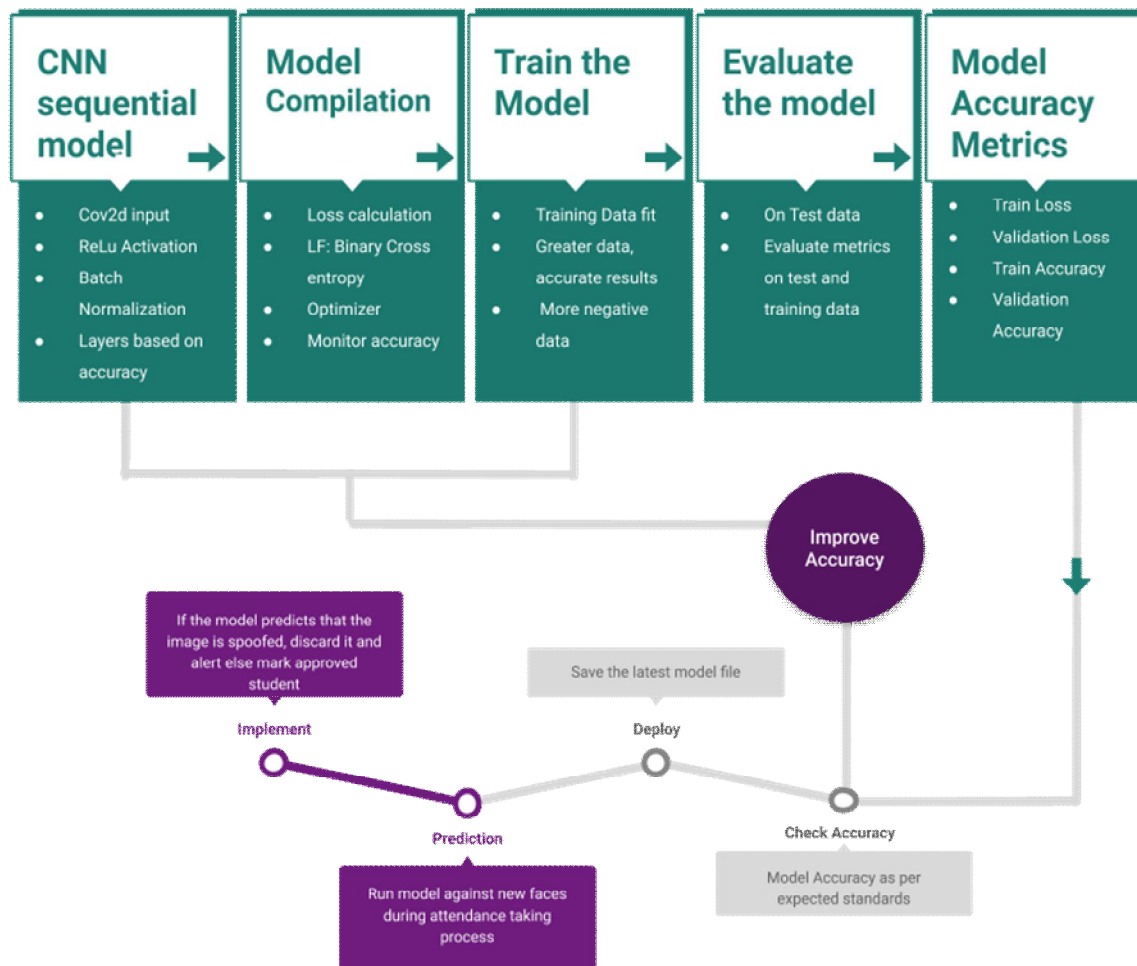 CNN
sequential
model
Cov2d input
ReLu Activation
Batch
Normalization
Layers based on
accuracy
Model
Compilation
Loss calculation
LF: Binary Cross
entropy
Optimizer
Monitor accuracy
Train the
Model
Training Data fit
Greater data,
accurate results
More negative
data
Evaluate
the model
On Test data
Evaluate metrics
on test and
training data
Model
Accuracy
Metrics
Train Loss
Validation Loss
Train Accuracy
Validation
Accuracy
Improve
Accuracy
If the model predicts that the
image is spoofed, discard it and
alert else mark approved
student
Implement
Save the latest model file
Deploy
Prediction
Run model against new faces
during attendance taking
process
Check Accuracy
Model Accuracy as per
expected standards